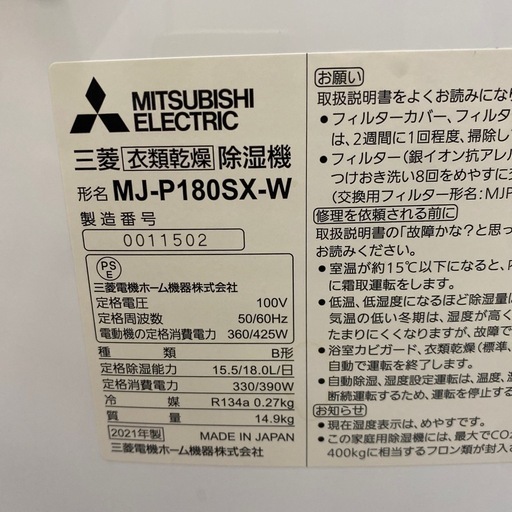 MITSUBISHI
ELECTRIC
三菱 衣類乾燥 除湿機
形名 MJ-P180SX-W
製造番号
0011502
PS
E
三菱電機ホーム機器株式会社
定格電圧 100V
定格周波数 50/60Hz
電動機の定格消費電力 360/425W
種類 B形
定格除湿能力 15.5/18.0L/日
定格消費電力 330/390W
冷媒 R134a 0.27kg
質量 14.9kg
2021年製 MADE IN JAPAN
三菱電機ホーム機器株式会社
お願い
取扱説明書をよくお読みにな
●フィルターカバー、フィルタ
は、2週間に1回程度、掃除し
●フィルター(銀イオン抗アレル
つけおき洗い8回をめやすに交
(交換用フィルター形名:MJP
修理を依頼される前に
取扱説明書の「故障かな?と思っ
お読みください。
●室温が約15℃以下になると、
に霜取運転をします。
●低温、低湿度になるほど除湿量
気温の低い冬期は、湿度が高く
たまりにくくなりますが、故障で
●浴室カビガード、衣類乾燥(標準、
自動で運転を終了します。
●自動除湿、湿度設定運転は、温度、
断続運転するため、運転を停止する
お知らせ
●現在湿度表示は、めやすです。
●この家庭用除湿機には、最大でCO
400kgに相当するフロン類が封入